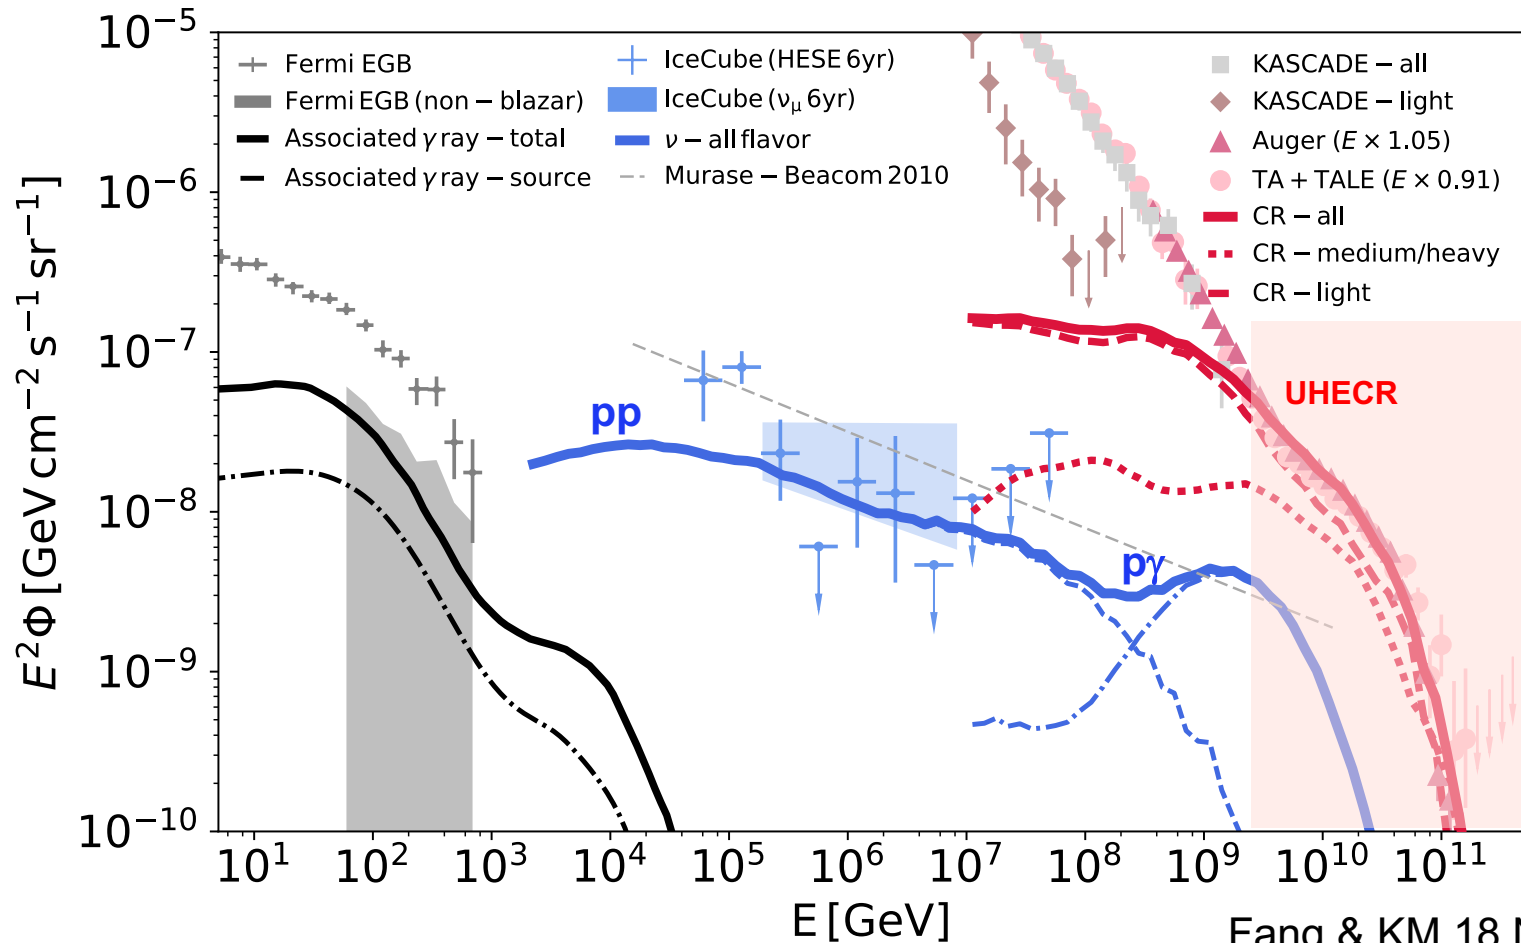 10⁻⁵
10⁻⁶
10⁻⁷
10⁻⁸
10⁻⁹
10⁻¹⁰
E²Φ [GeV cm⁻² s⁻¹ sr⁻¹]
Fermi EGB
Fermi EGB (non – blazar)
Associated γ ray – total
Associated γ ray – source
IceCube (HESE 6yr)
IceCube (νμ 6yr)
ν – all flavor
Murase – Beacom 2010
KASCADE – all
KASCADE – light
Auger (E × 1.05)
TA + TALE (E × 0.91)
CR – all
CR – medium/heavy
CR – light
UHECR
pp
pγ
10¹ 10² 10³ 10⁴ 10⁵ 10⁶ 10⁷ 10⁸ 10⁹ 10¹⁰ 10¹¹
E [GeV]
Fang & KM 18 N